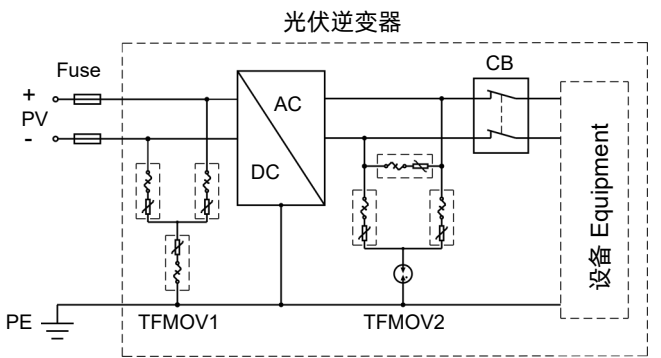 光伏逆变器
Fuse
CB
+
PV
-
AC
DC
设备 Equipment
PE
TFMOV1
TFMOV2